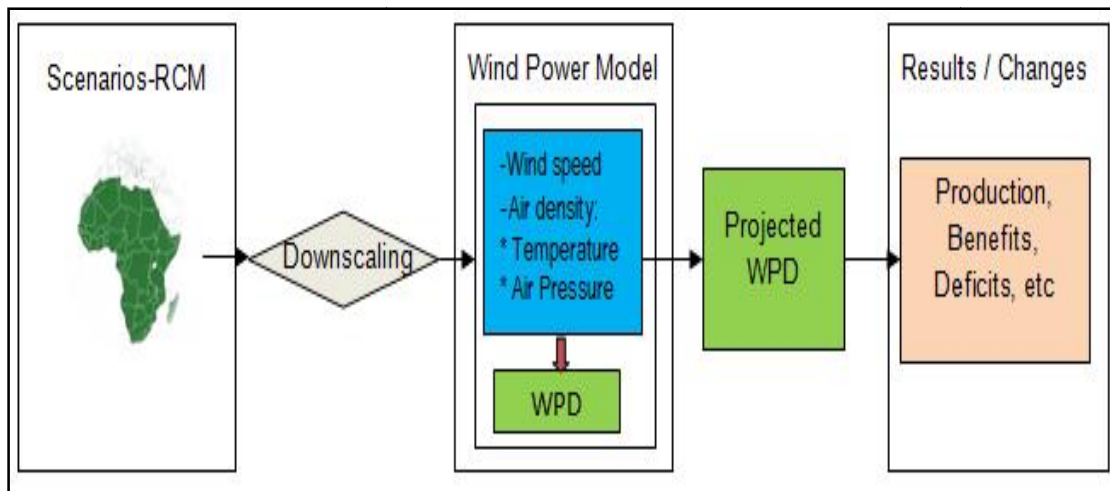 Scenarios-RCM
Downscaling
Wind Power Model
-Wind speed
-Air density:
* Temperature
* Air Pressure
WPD
Projected
WPD
Results / Changes
Production,
Benefits,
Deficits, etc